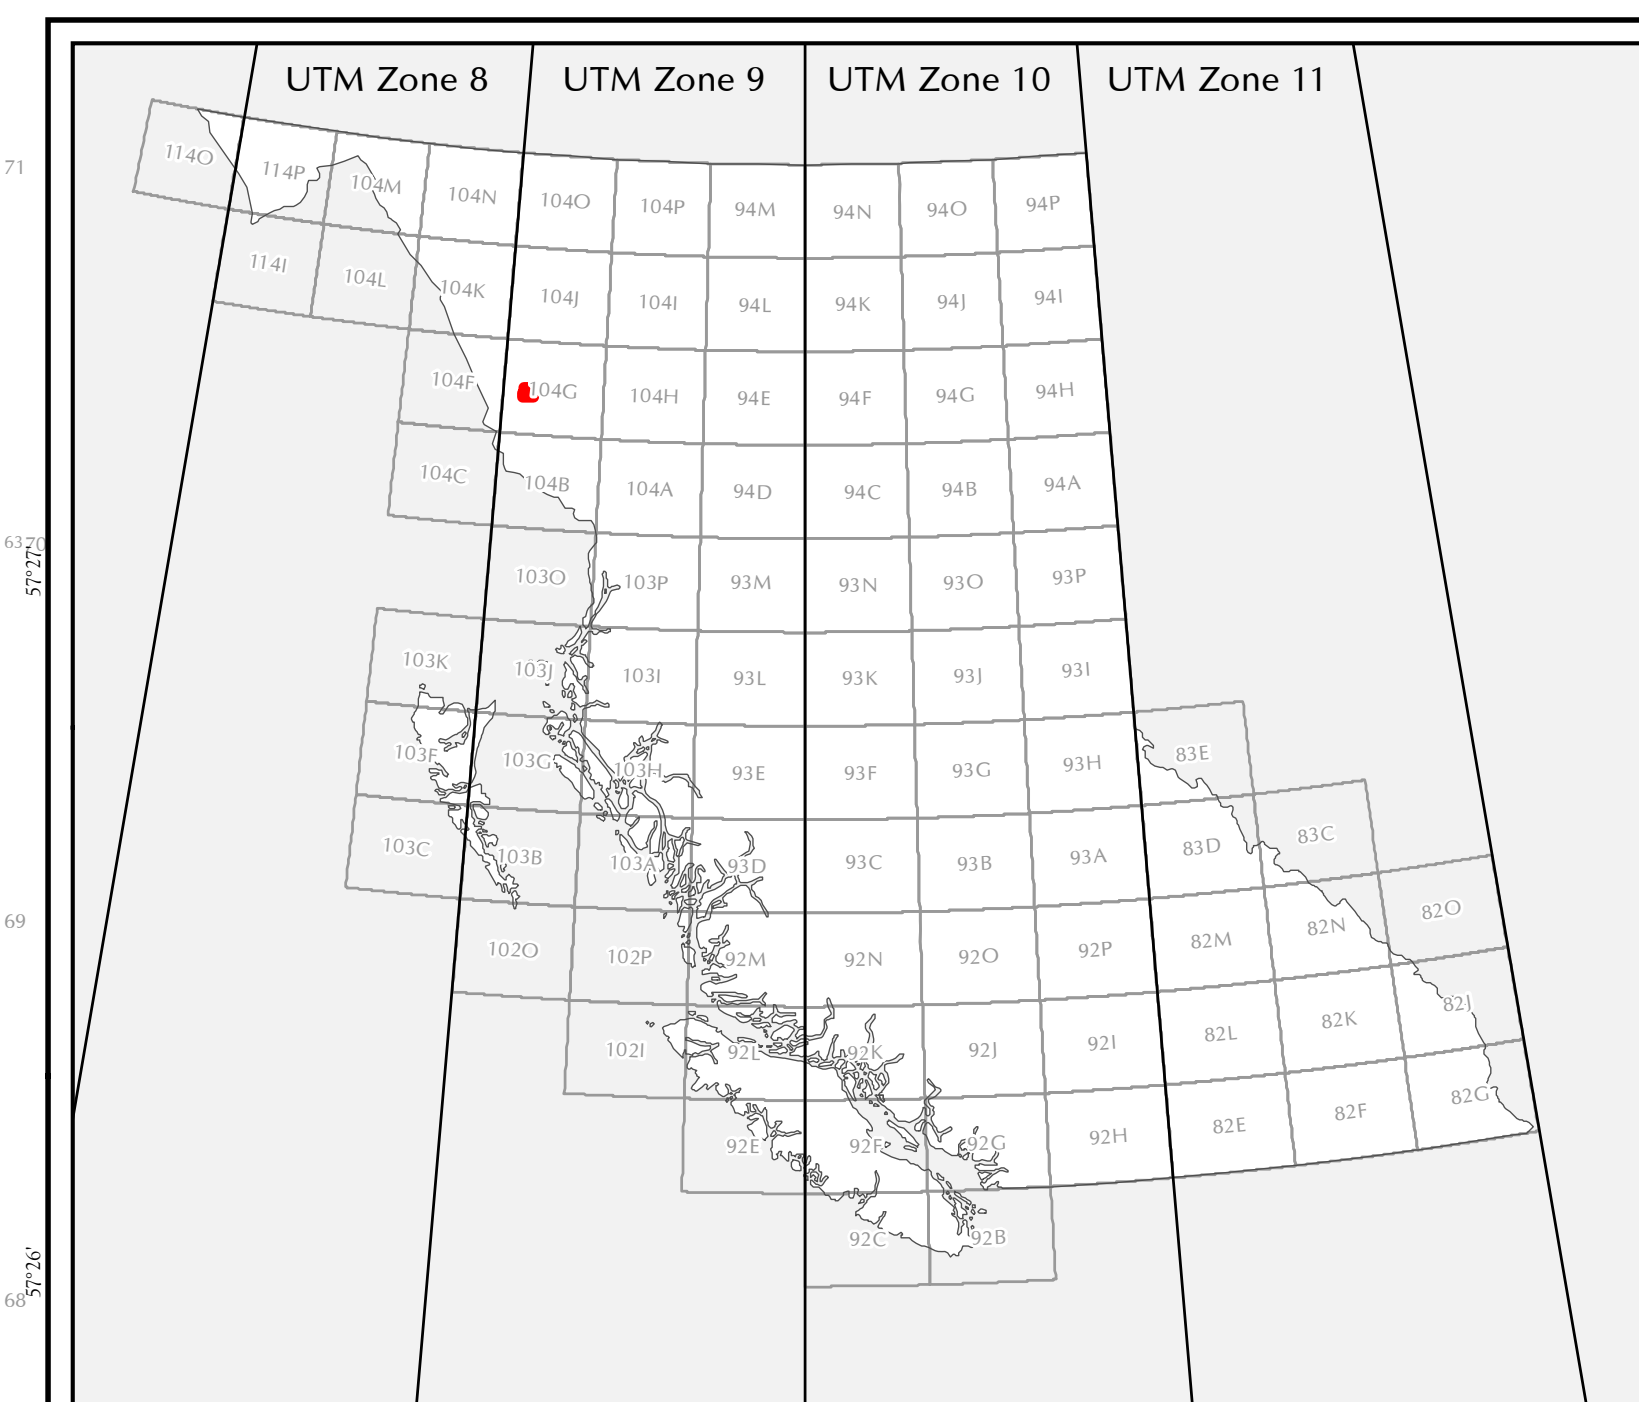 UTM Zone 8 UTM Zone 9 UTM Zone 10 UTM Zone 11
71
114O 114P 104M 104N 104O 104P 94M 94N 94O 94P
114I 104L 104K 104J 104I 94L 94K 94J 94I
104F 104G 104H 94E 94F 94G 94H
104C 104B 104A 94D 94C 94B 94A
6370
57°27'
103O 103P 93M 93N 93O 93P
103K 103J 103I 93L 93K 93J 93I
103F 103G 103H 93E 93F 93G 93H 83E
103C 103B 103A 93D 93C 93B 93A 83D 83C
69
102O 102P 92M 92N 92O 92P 82M 82N 82O
102I 92L 92K 92J 92I 82L 82K 82J
92E 92F 92G 92H 82E 82F 82G
92C 92B
57°26'
68